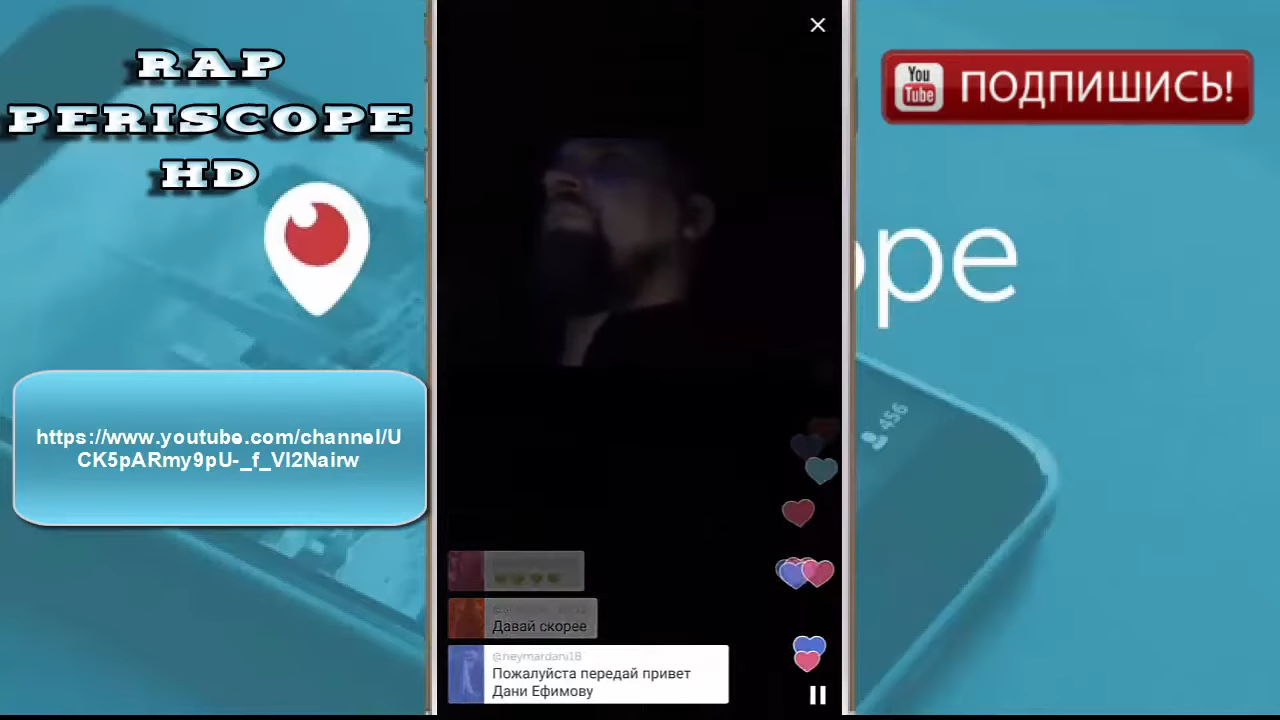 RAP
PERISCOPE
HD
You
Tube
ПОДПИШИСЬ!
ope
456
https://www.youtube.com/channel/U
CK5pARmy9pU-_f_VI2Nairw
Давай скорее
@neymardani18
Пожалуйста передай привет
Дани Ефимову